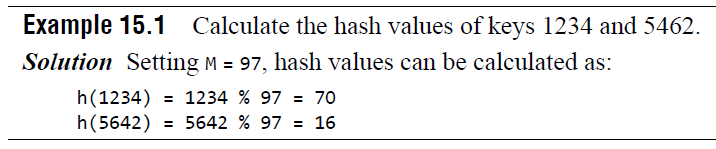 Example 15.1 Calculate the hash values of keys 1234 and 5462.
Solution Setting M = 97, hash values can be calculated as:
h(1234) = 1234 % 97 = 70
h(5642) = 5642 % 97 = 16